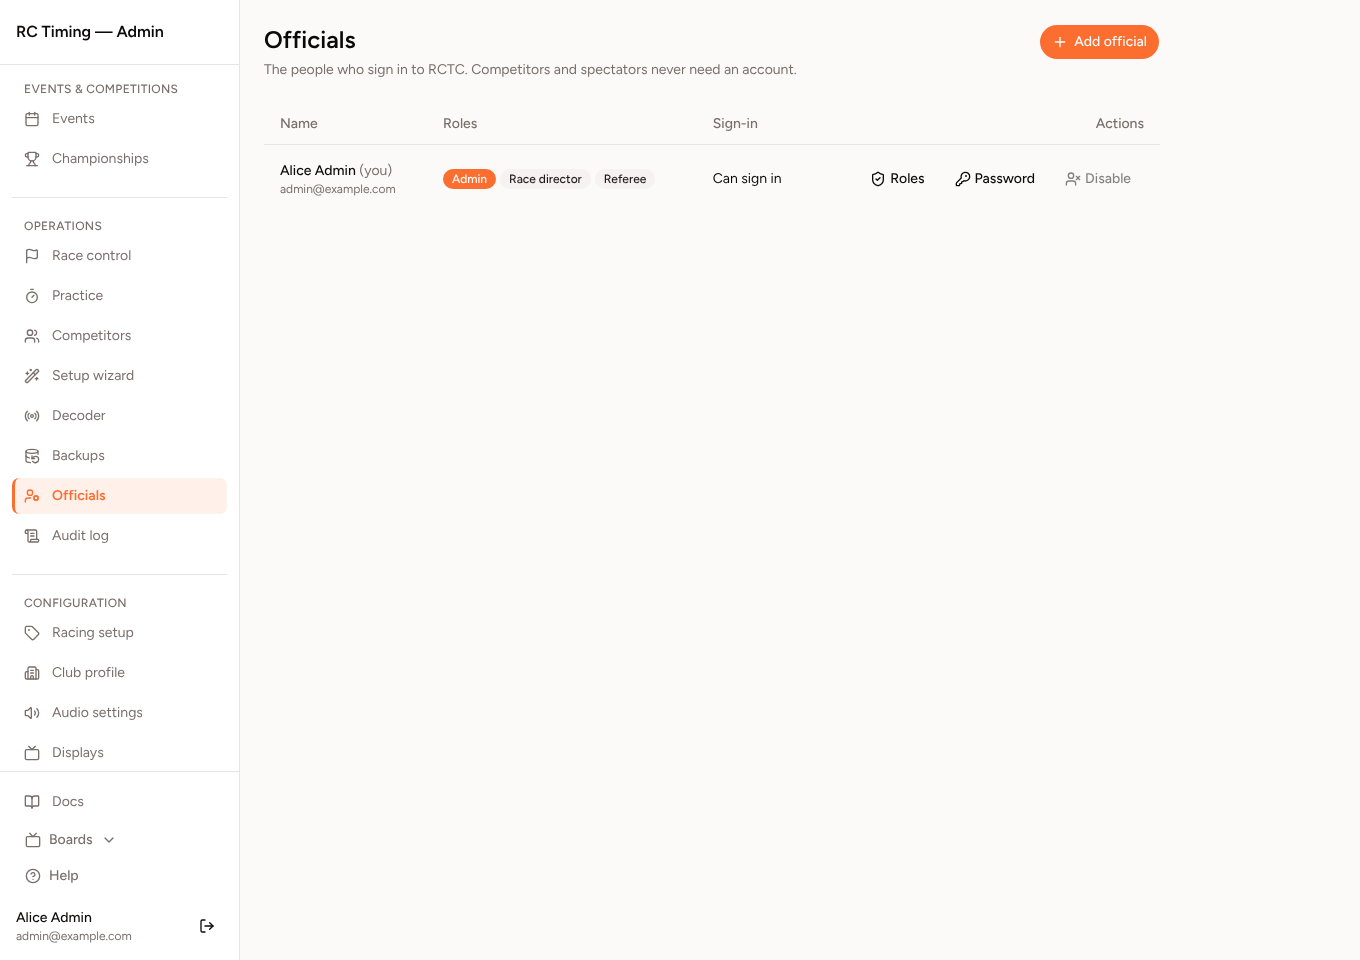 RC Timing — Admin
EVENTS & COMPETITIONS
Events
Championships
OPERATIONS
Race control
Practice
Competitors
Setup wizard
Decoder
Backups
Officials
Audit log
CONFIGURATION
Racing setup
Club profile
Audio settings
Displays
Docs
Boards
Help
Alice Admin
admin@example.com
Officials
Add official
The people who sign in to RCTC. Competitors and spectators never need an account.
Name Roles Sign-in Actions
Alice Admin (you)
admin@example.com
Admin Race director Referee Can sign in Roles Password Disable